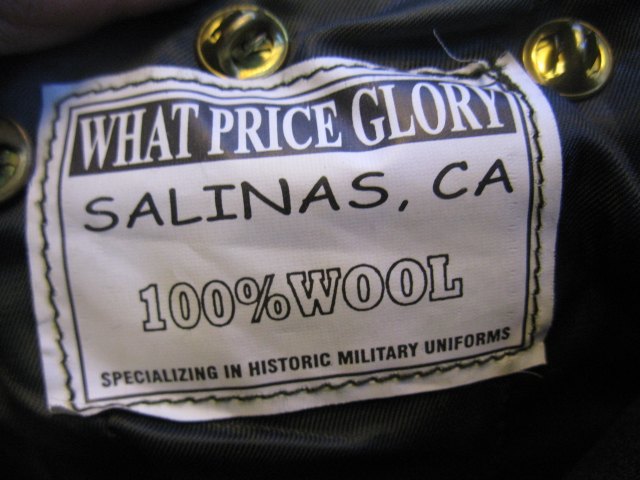 WHAT PRICE GLORY
SALINAS, CA
100% WOOL
SPECIALIZING IN HISTORIC MILITARY UNIFORMS